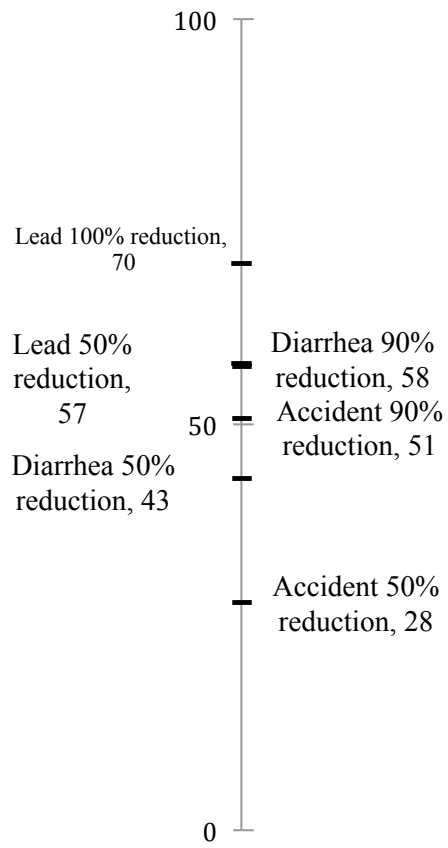 100
Lead 100% reduction,
70
Lead 50%
reduction,
57
Diarrhea 90%
reduction, 58
Accident 90%
reduction, 51
50
Diarrhea 50%
reduction, 43
Accident 50%
reduction, 28
0